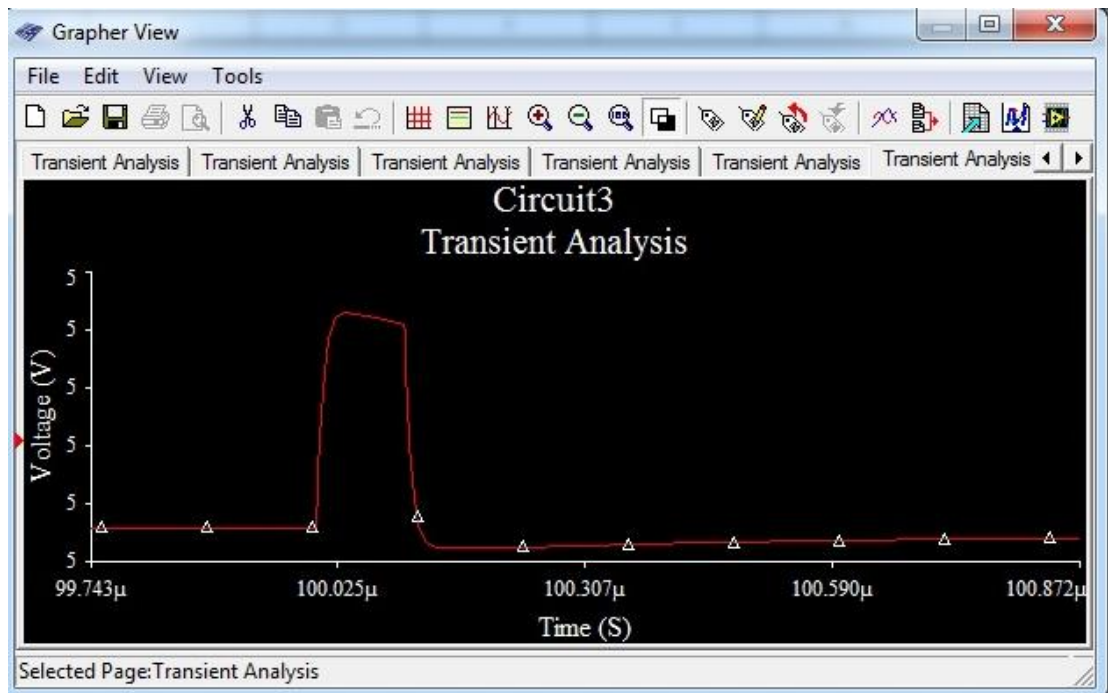 Grapher View
File Edit View Tools
Transient Analysis Transient Analysis Transient Analysis Transient Analysis Transient Analysis Transient Analysis
Circuit3
Transient Analysis
Voltage (V)
5
5
5
5
5
5
99.743µ 100.025µ 100.307µ 100.590µ 100.872µ
Time (S)
Selected Page:Transient Analysis